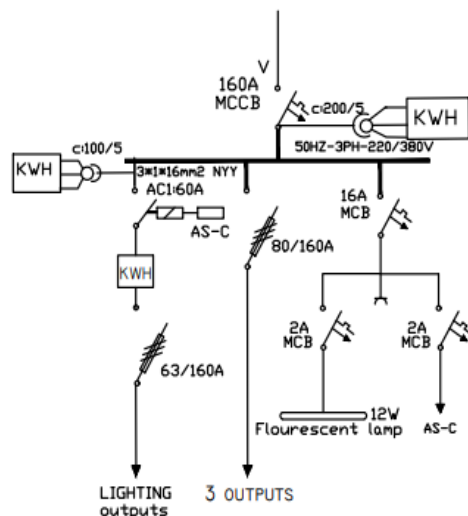 V
160A
MCCB
c:200/5
KWH
50HZ-3PH-220/380V
c:100/5
KWH
3*1*16mm2 NYY
AC1:60A
AS-C
KWH
80/160A
16A
MCB
63/160A
2A
MCB
2A
MCB
12W
Flourescent lamp
AS-C
LIGHTING
outputs
3 OUTPUTS